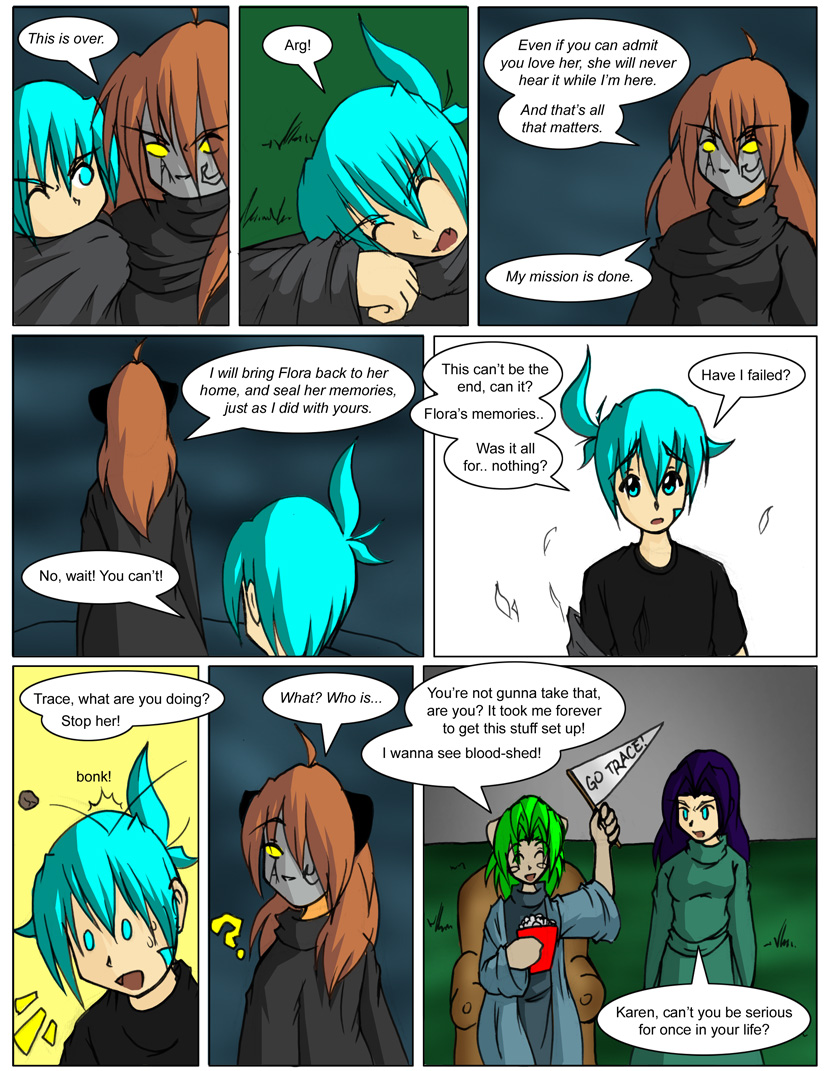 This is over.
Arg!
Even if you can admit
you love her, she will never
hear it while I'm here.
And that's all
that matters.
My mission is done.
I will bring Flora back to her
home, and seal her memories,
just as I did with yours.
No, wait! You can't!
This can't be the
end, can it?
Flora's memories..
Was it all
for.. nothing?
Have I failed?
Trace, what are you doing?
Stop her!
bonk!
What? Who is...
?
You're not gunna take that,
are you? It took me forever
to get this stuff set up!
I wanna see blood-shed!
GO TRACE!
Karen, can't you be serious
for once in your life?